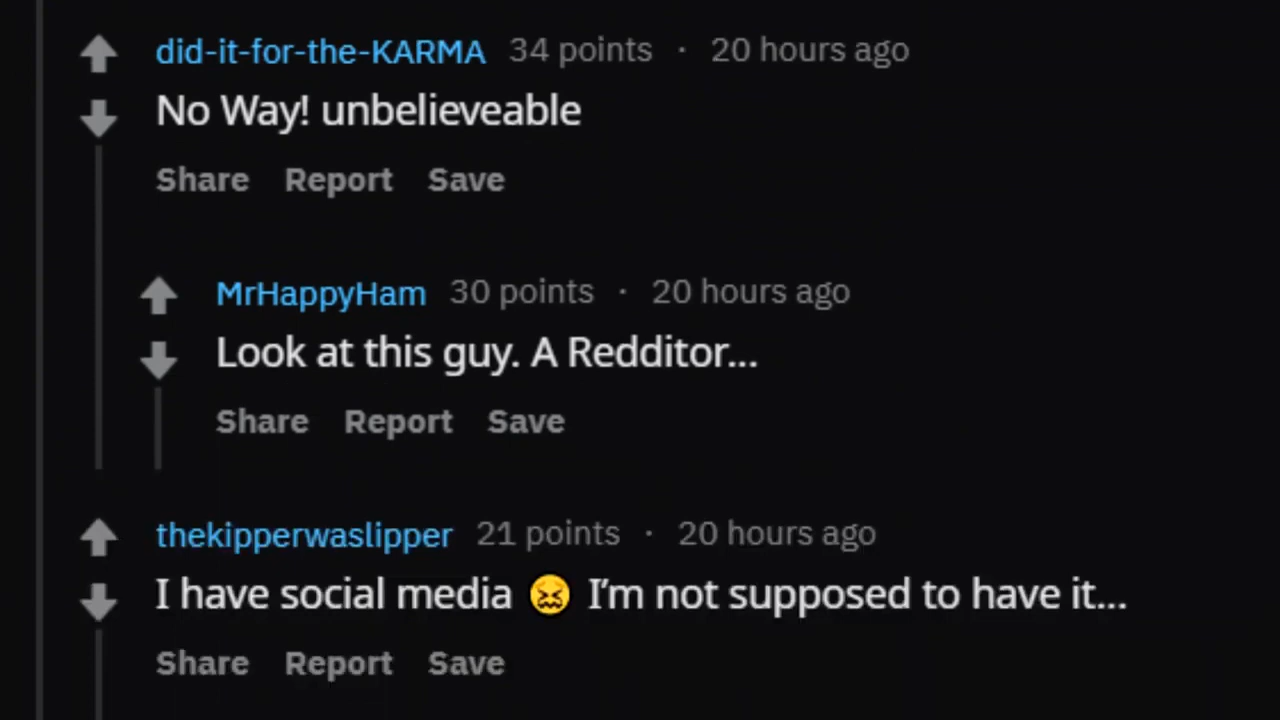 did-it-for-the-KARMA 34 points · 20 hours ago
No Way! unbelieveable
Share Report Save
MrHappyHam 30 points · 20 hours ago
Look at this guy. A Redditor...
Share Report Save
thekipperwaslipper 21 points · 20 hours ago
I have social media 😖 I’m not supposed to have it...
Share Report Save